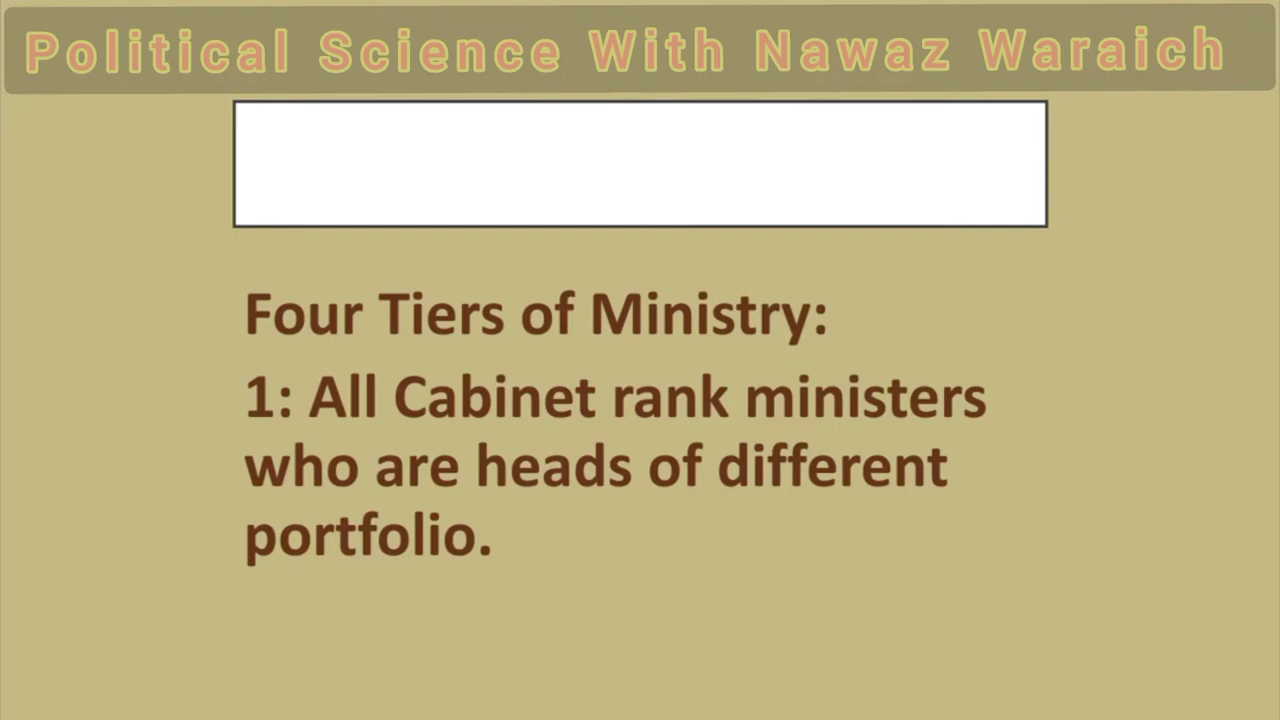 Political Science With Nawaz Waraich
Four Tiers of Ministry:
1: All Cabinet rank ministers
who are heads of different
portfolio.